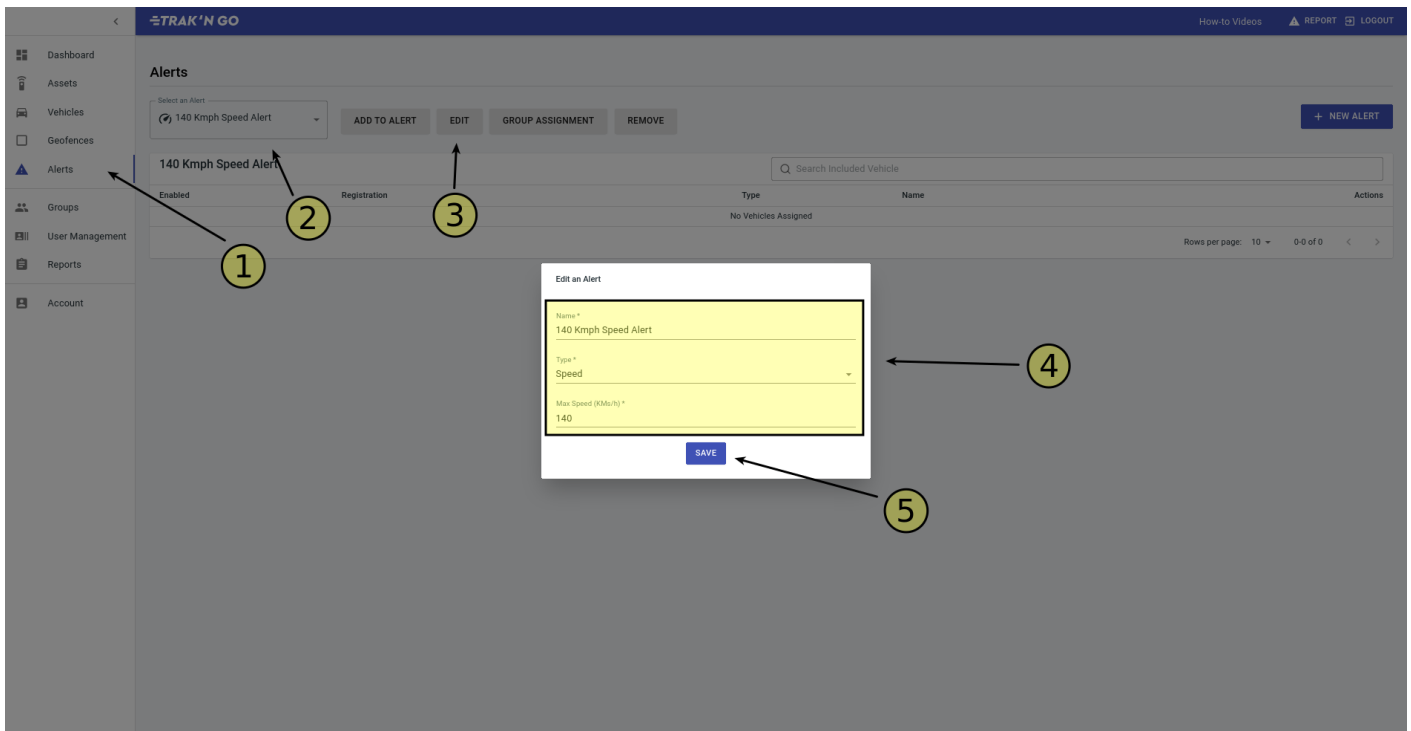 TRAK'N GO
How-to Videos
REPORT
LOGOUT
Dashboard
Assets
Vehicles
Geofences
Alerts
Groups
User Management
Reports
Account
Alerts
Select an Alert
140 Kmph Speed Alert
ADD TO ALERT
EDIT
GROUP ASSIGNMENT
REMOVE
+ NEW ALERT
140 Kmph Speed Alert
Search Included Vehicle
Enabled Registration Type Name Actions
No Vehicles Assigned
Rows per page: 10 0-0 of 0
1
2
3
Edit an Alert
Name *
140 Kmph Speed Alert
Type *
Speed
Max Speed (KMs/h) *
140
SAVE
4
5